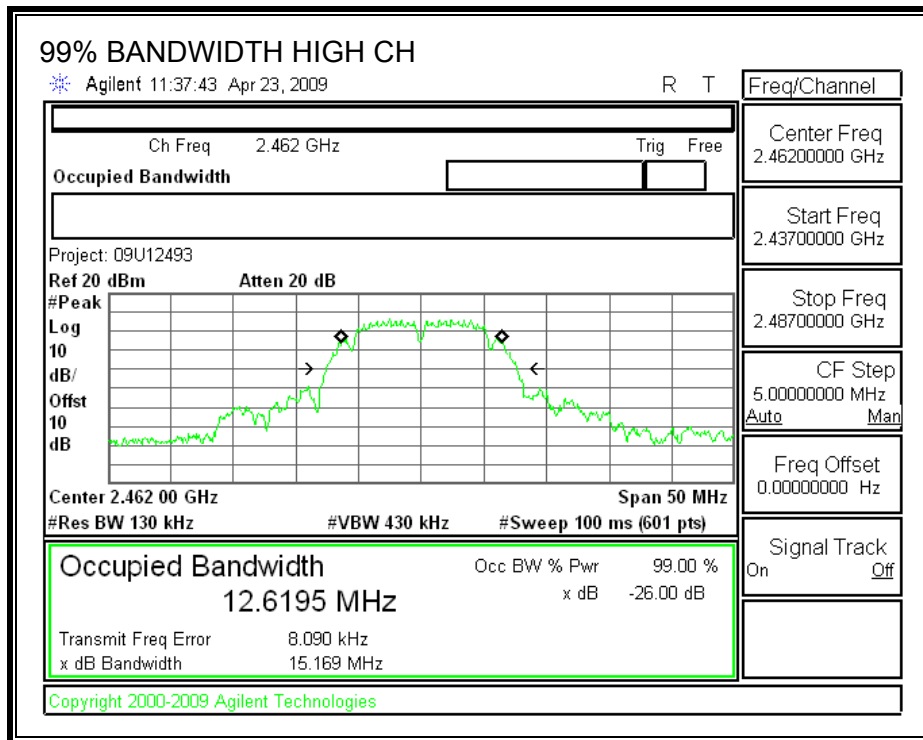 99% BANDWIDTH HIGH CH
Agilent 11:37:43 Apr 23, 2009 R T
Freq/Channel
Ch Freq 2.462 GHz Trig Free
Occupied Bandwidth
Center Freq
2.46200000 GHz
Start Freq
2.43700000 GHz
Stop Freq
2.48700000 GHz
CF Step
5.00000000 MHz
Auto Man
Freq Offset
0.00000000 Hz
Signal Track
On Off
Project: 09U12493
Ref 20 dBm Atten 20 dB
#Peak
Log
10
dB/
Offst
10
dB
Center 2.462 00 GHz Span 50 MHz
#Res BW 130 kHz #VBW 430 kHz #Sweep 100 ms (601 pts)
Occupied Bandwidth Occ BW % Pwr 99.00 %
12.6195 MHz x dB -26.00 dB
Transmit Freq Error 8.090 kHz
x dB Bandwidth 15.169 MHz
Copyright 2000-2009 Agilent Technologies